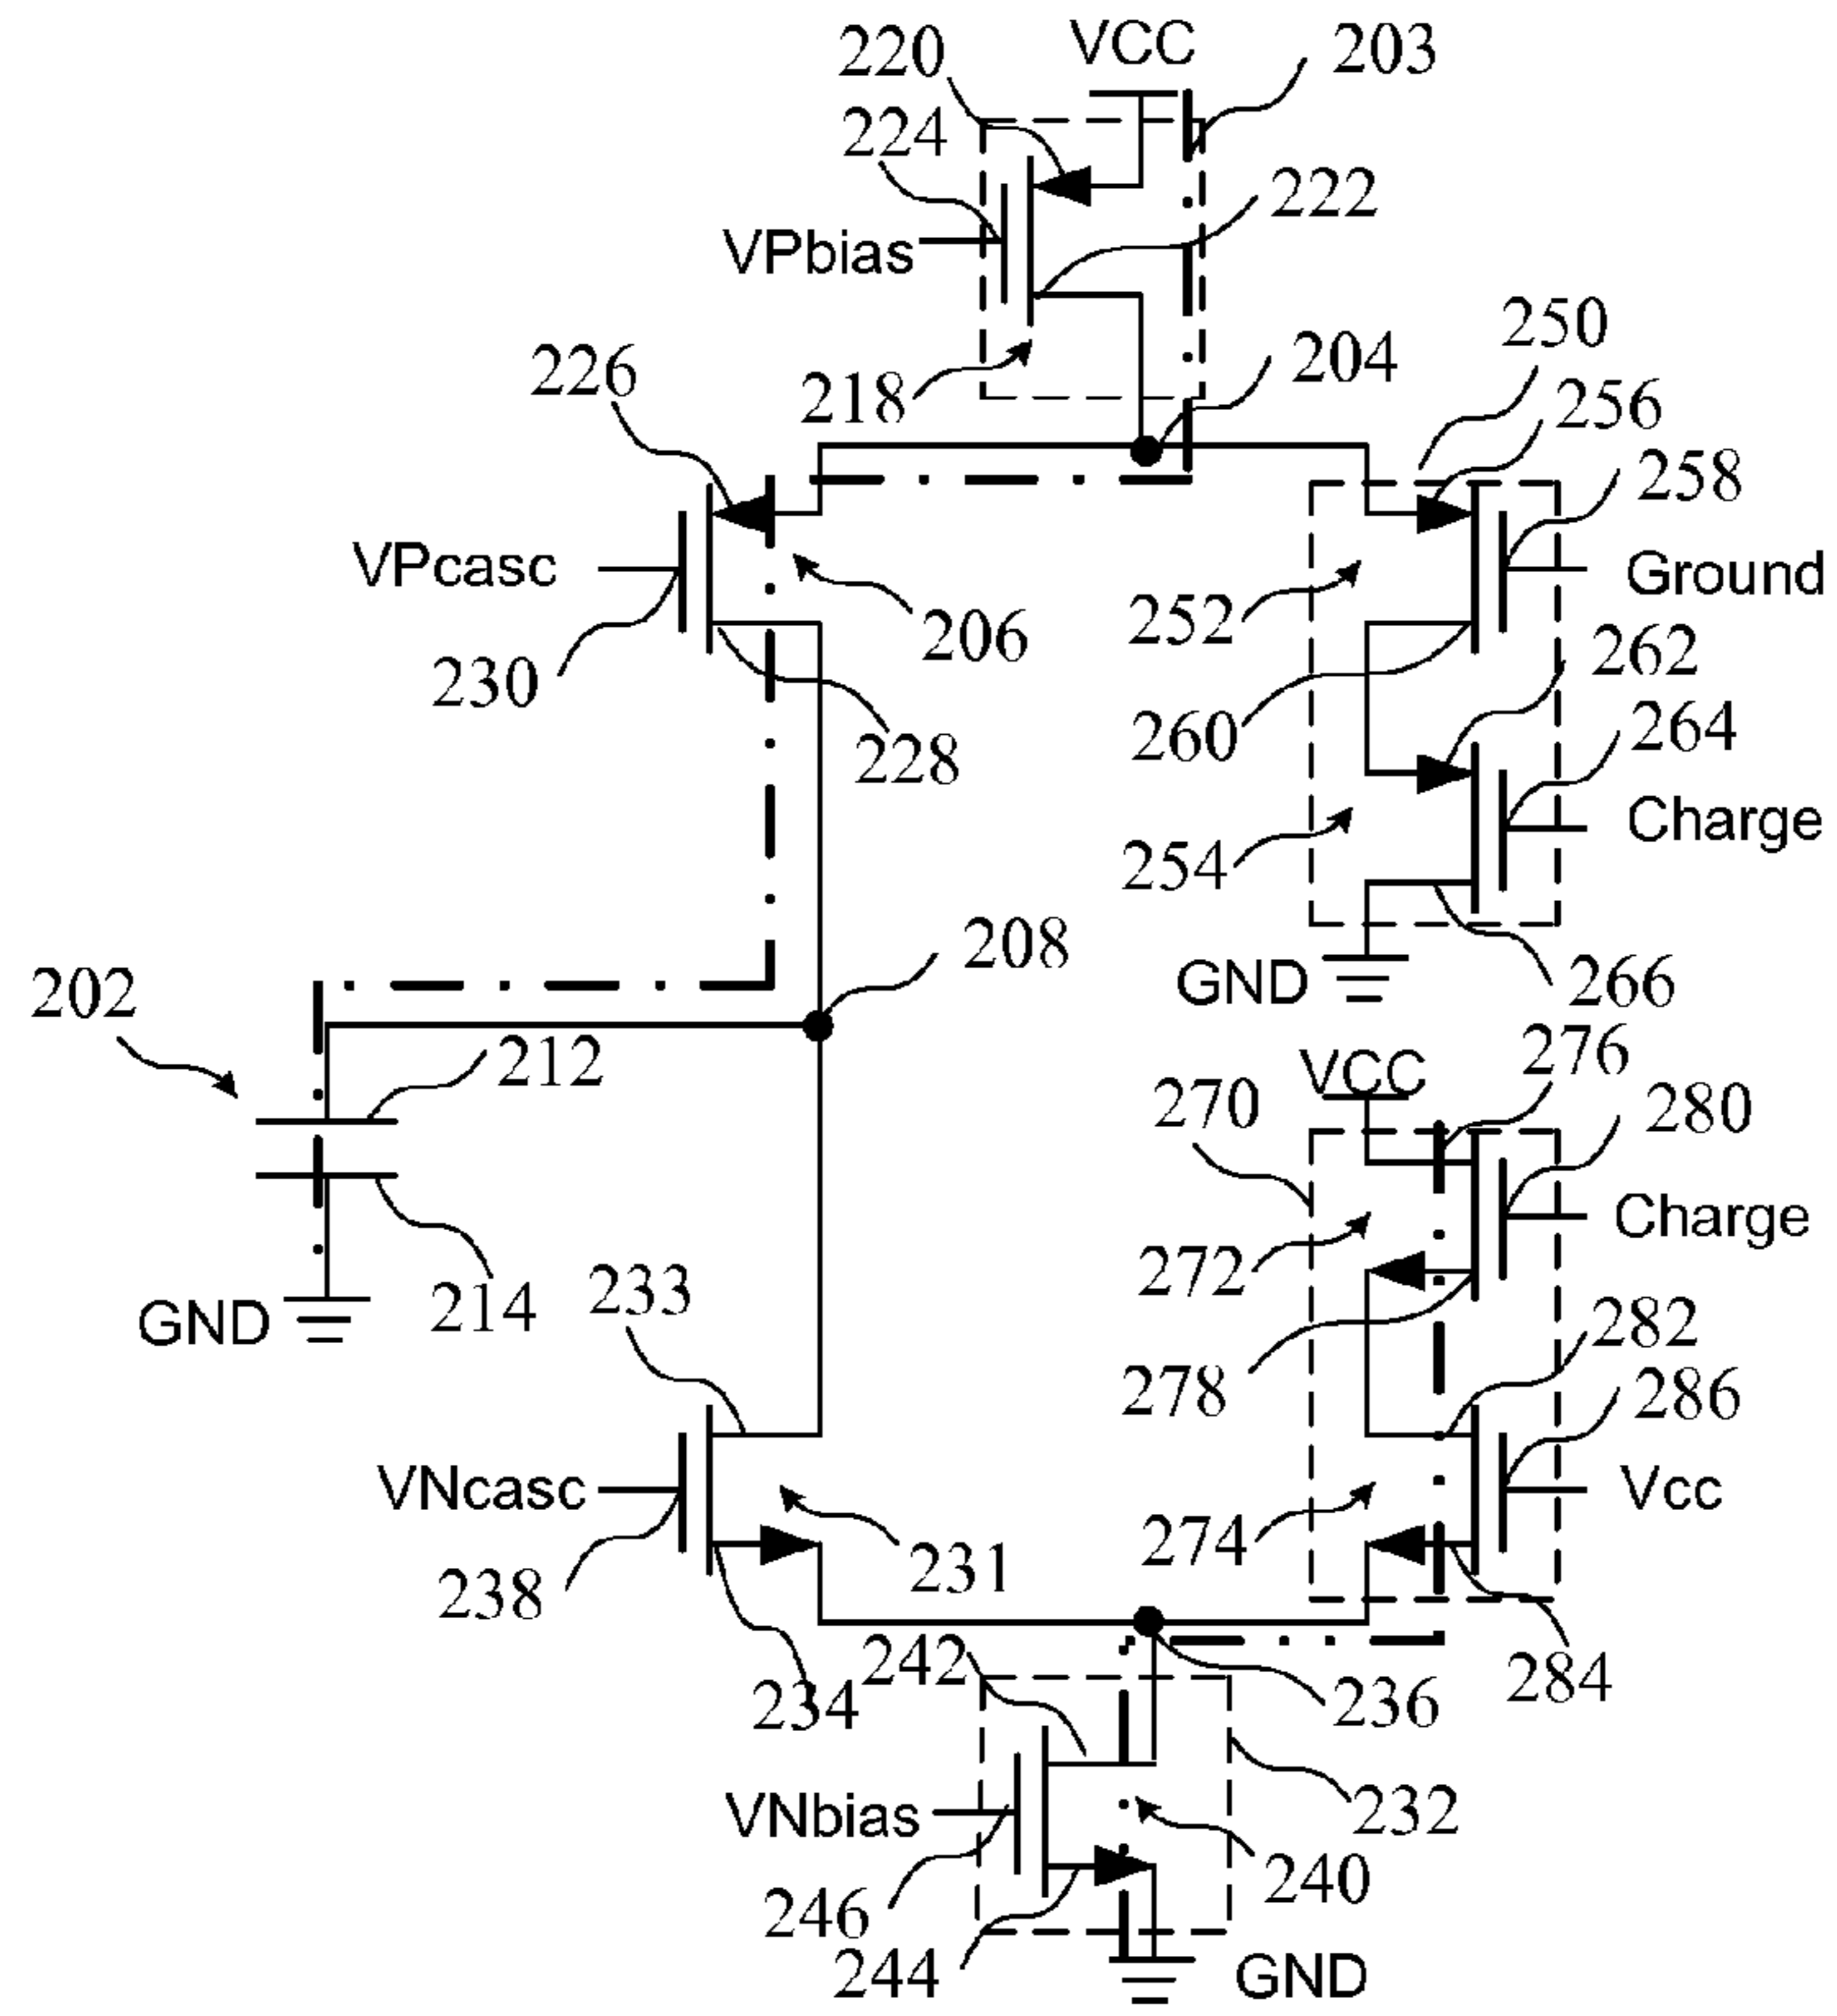 220 VCC 203
224
222
VPbias
250
204
226 218 256
258
VPcasc Ground
252
206
262
230
260 264
228
Charge
254
208
202 GND 266
212 276
VCC
270 280
Charge
272
233
214
GND 282
278 286
VNcasc Vcc
274
231
238
242
284
234 236
VNbias 232
240
246
244 GND